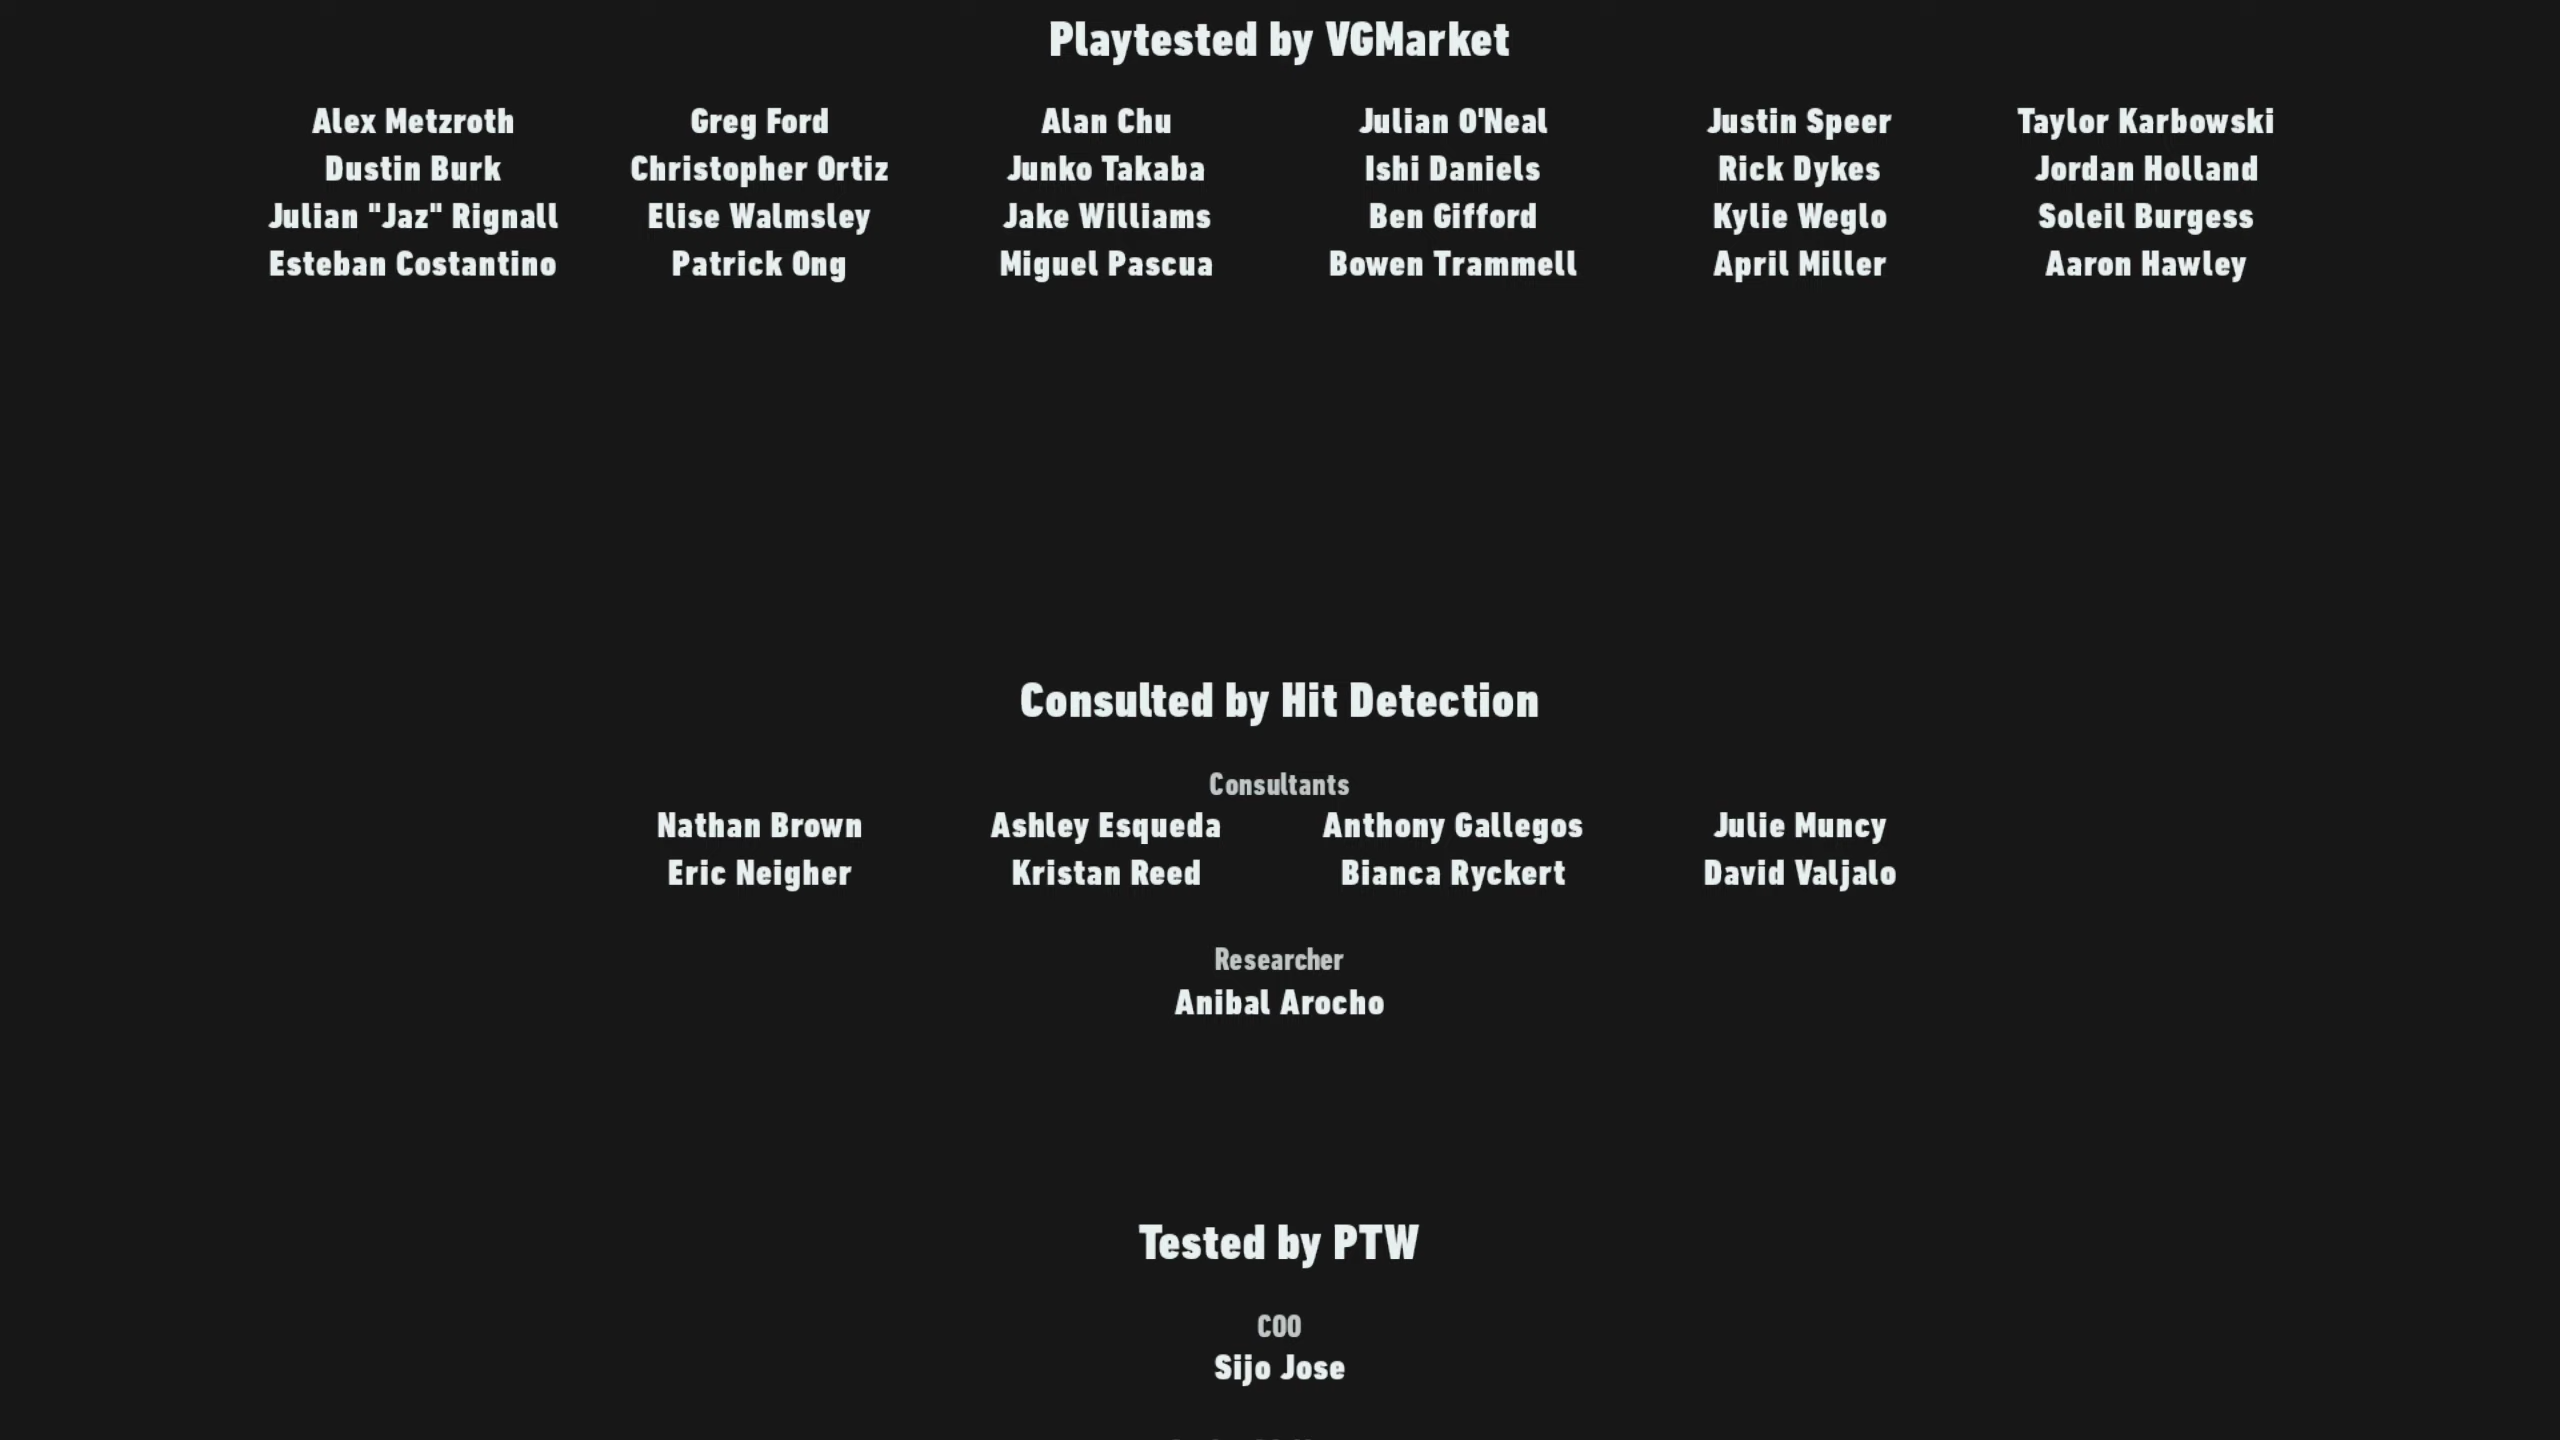 Playtested by VGMarket
Alex Metzroth Greg Ford Alan Chu Julian O'Neal Justin Speer Taylor Karbowski
Dustin Burk Christopher Ortiz Junko Takaba Ishi Daniels Rick Dykes Jordan Holland
Julian "Jaz" Rignall Elise Walmsley Jake Williams Ben Gifford Kylie Weglo Soleil Burgess
Esteban Costantino Patrick Ong Miguel Pascua Bowen Trammell April Miller Aaron Hawley
Consulted by Hit Detection
Consultants
Nathan Brown Ashley Esqueda Anthony Gallegos Julie Muncy
Eric Neigher Kristan Reed Bianca Ryckert David Valjalo
Researcher
Anibal Arocho
Tested by PTW
COO
Sijo Jose